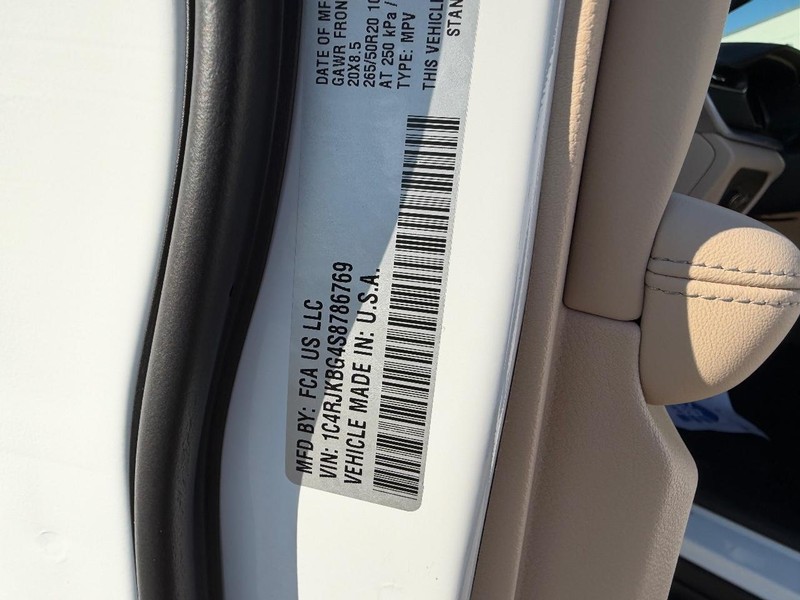 MFD BY: FCA US LLC
DATE OF MF
VIN: 1C4RJKBG4S8786769
GAWR FRON
20X8.5
VEHICLE MADE IN: U.S.A.
265/50R20 10
AT 250 kPa /
TYPE: MPV
THIS VEHICLE
STAN